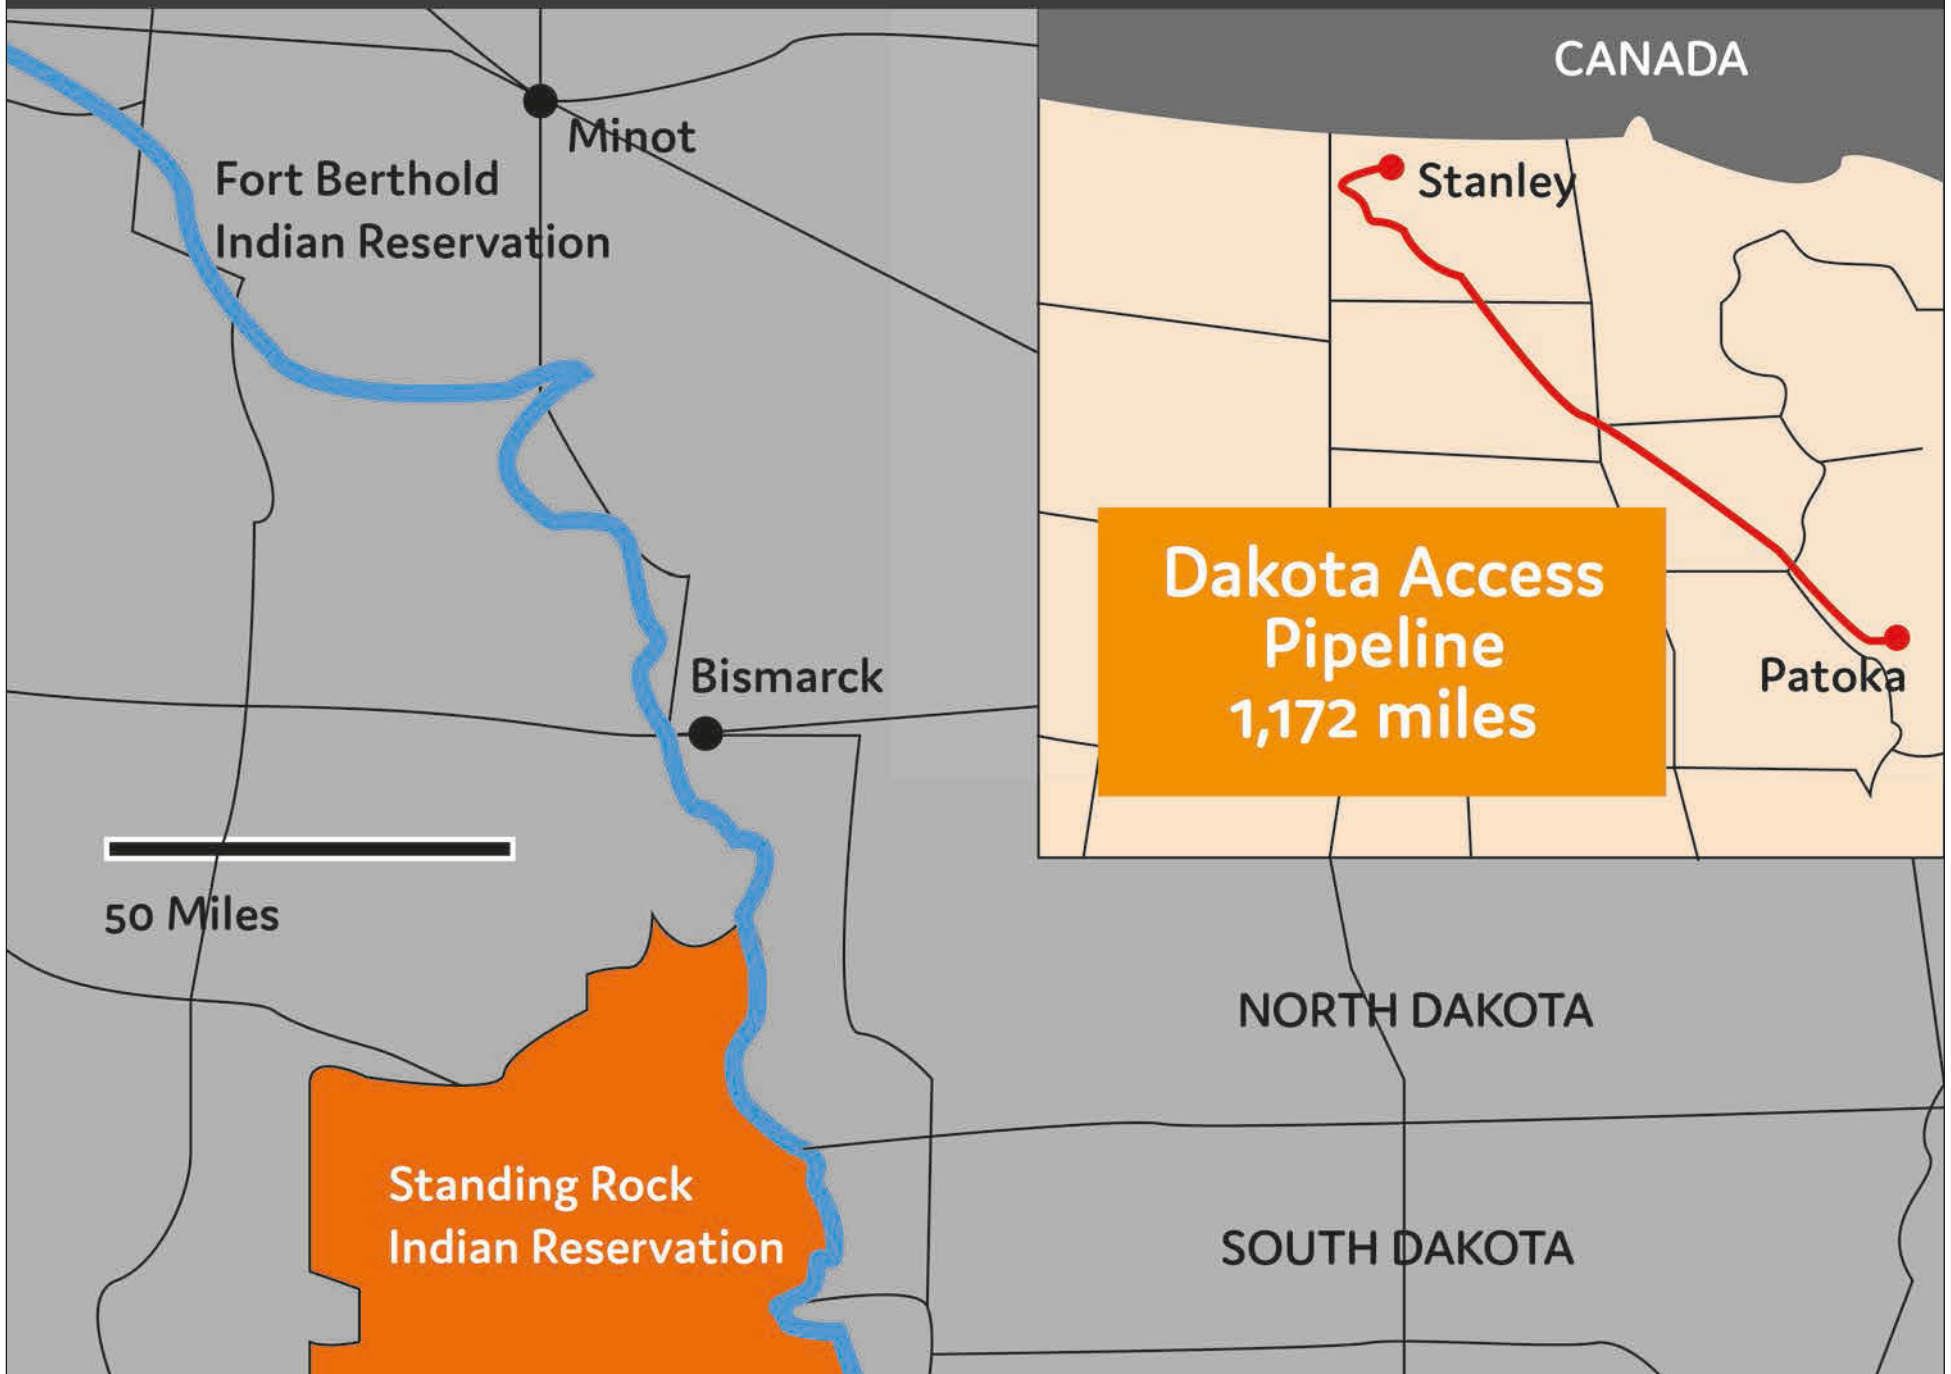 CANADA
Minot
Fort Berthold
Indian Reservation
Stanley
Dakota Access
Pipeline
1,172 miles
Bismarck
Patoka
50 Miles
NORTH DAKOTA
Standing Rock
Indian Reservation
SOUTH DAKOTA